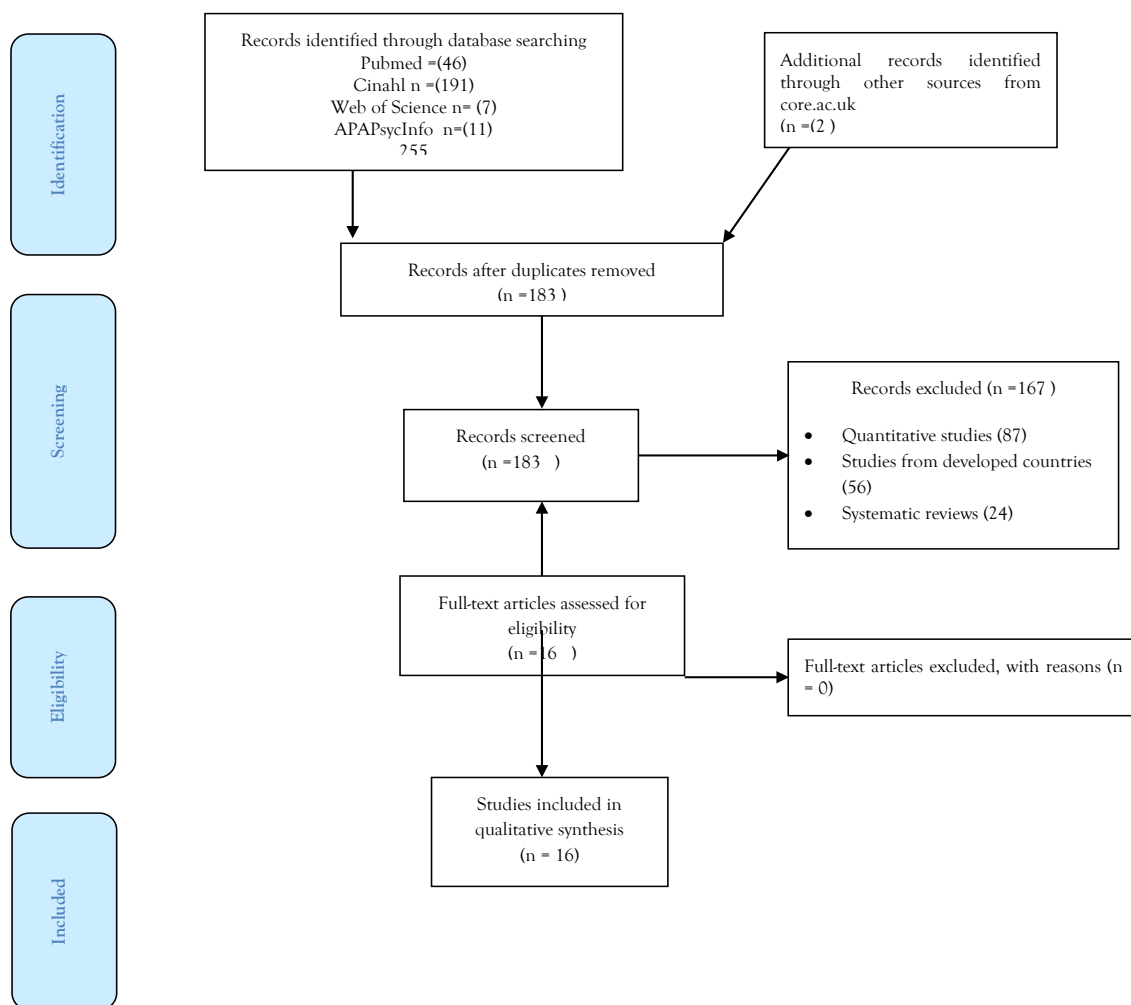 Identification
Records identified through database searching
Pubmed =(46)
Cinahl n =(191)
Web of Science n= (7)
APAPsycInfo n=(11)
255
Additional records identified
through other sources from
core.ac.uk
(n =(2 )
Records after duplicates removed
(n =183 )
Screening
Records screened
(n =183 )
Records excluded (n =167 )
• Quantitative studies (87)
• Studies from developed countries
(56)
• Systematic reviews (24)
Eligibility
Full-text articles assessed for
eligibility
(n =16 )
Full-text articles excluded, with reasons (n
= 0)
Included
Studies included in
qualitative synthesis
(n = 16)